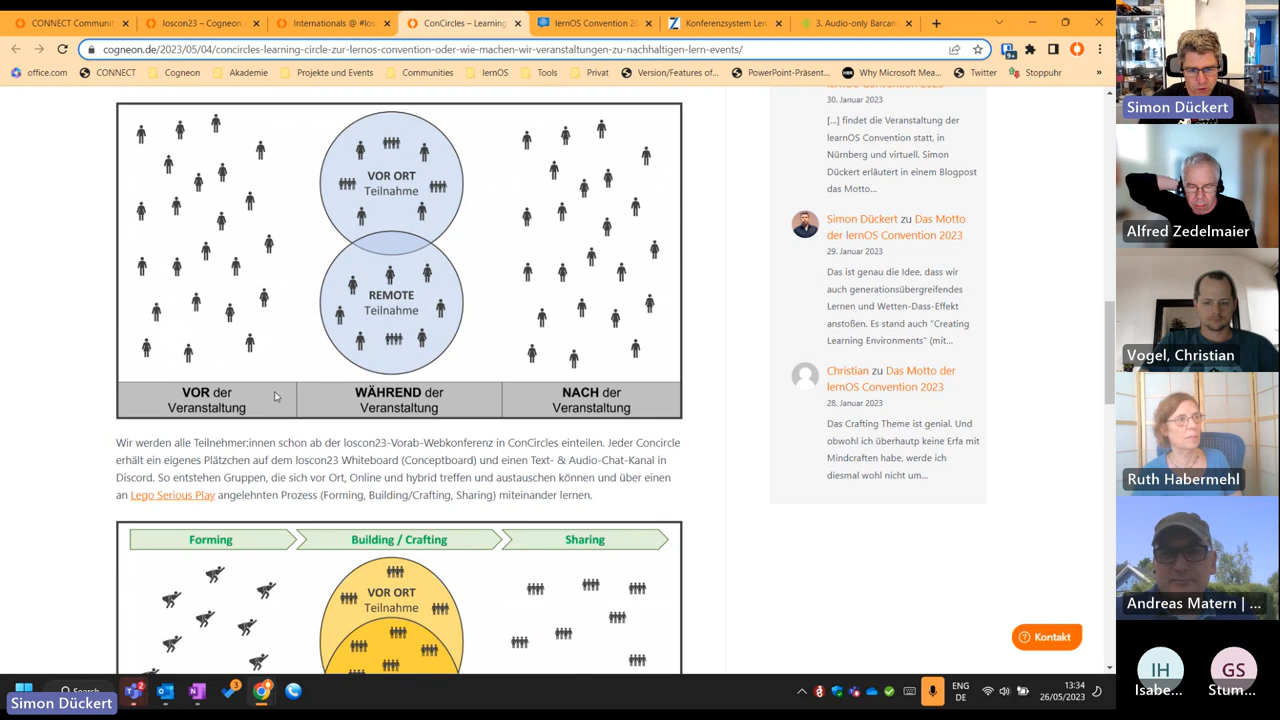 CONNECT Communit
loscon23 – Cogneon A
Internationals @ #los
ConCircles – Learning
lernOS Convention 20
Konferenzsystem Ler
3. Audio-only Barcam
cogneon.de/2023/05/04/concircles-learning-circle-zur-lernos-convention-oder-wie-machen-wir-veranstaltungen-zu-nachhaltigen-lern-events/
office.com
CONNECT
Cogneon
Akademie
Projekte und Events
Communities
lernOS
Tools
Privat
Version/Features of...
PowerPoint-Präsent...
Why Microsoft Mea...
Twitter
Stoppuhr
»
VOR ORT
Teilnahme
REMOTE
Teilnahme
VOR der
Veranstaltung
WÄHREND der
Veranstaltung
NACH der
Veranstaltung
Wir werden alle Teilnehmer:innen schon ab der loscon23-Vorab-Webkonferenz in ConCircles einteilen. Jeder Concircle
erhält ein eigenes Plätzchen auf dem loscon23 Whiteboard (Conceptboard) und einen Text- & Audio-Chat-Kanal in
Discord. So entstehen Gruppen, die sich vor Ort, Online und hybrid treffen und austauschen können und über einen
an Lego Serious Play angelehnten Prozess (Forming, Building/Crafting, Sharing) miteinander lernen.
Forming
Building / Crafting
Sharing
VOR ORT
Teilnahme
lernOS Convention 2023
30. Januar 2023
[...] findet die Veranstaltung der
learnOS Convention statt, in
Nürnberg und virtuell. Simon
Dückert erläutert in einem Blogpost
das Motto...
Simon Dückert zu Das Motto
der lernOS Convention 2023
29. Januar 2023
Das ist genau die Idee, dass wir
auch generationsübergreifendes
Lernen und Wetten-Dass-Effekt
anstoßen. Es stand auch "Creating
Learning Environments" (mit...
Christian zu Das Motto der
lernOS Convention 2023
28. Januar 2023
Das Crafting Theme ist genial. Und
obwohl ich überhautp keine Erfa mit
Mindcraften habe, werde ich
diesmal wohl nicht um...
Kontakt
Simon Dückert
Alfred Zedelmaier
Vogel, Christian
Ruth Habermehl
Andreas Matern | ...
IH
GS
Isabe...
Stum...
Simon Dückert
Search
ENG
DE
13:34
26/05/2023